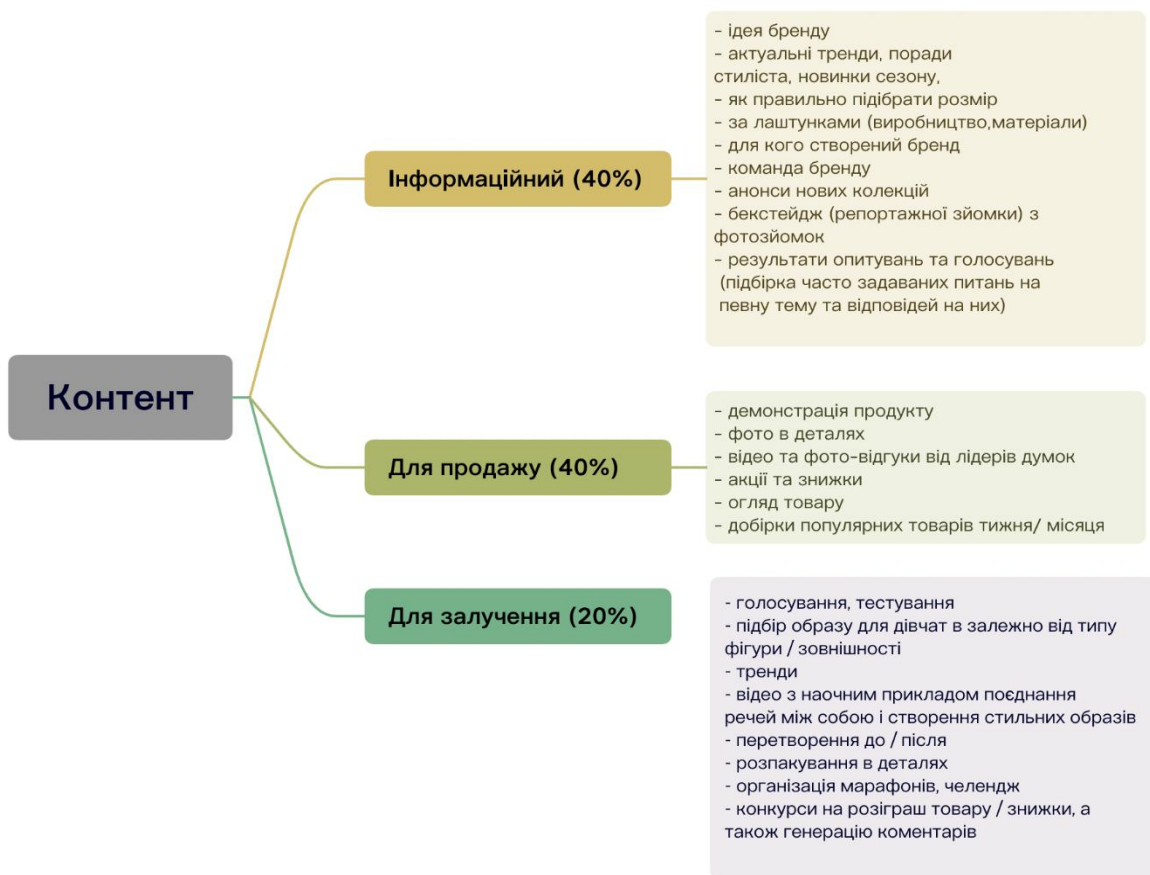 Контент
Інформаційний (40%)
- ідея бренду
- актуальні тренди, поради
стиліста, новинки сезону,
- як правильно підібрати розмір
- за лаштунками (виробництво,матеріали)
- для кого створений бренд
- команда бренду
- анонси нових колекцій
- бекстейдж (репортажної зйомки) з
фотозйомок
- результати опитувань та голосувань
(підбірка часто задаваних питань на
певну тему та відповідей на них)
Для продажу (40%)
- демонстрація продукту
- фото в деталях
- відео та фото-відгуки від лідерів думок
- акції та знижки
- огляд товару
- добірки популярних товарів тижня/ місяця
Для залучення (20%)
- голосування, тестування
- підбір образу для дівчат в залежно від типу
фігури / зовнішності
- тренди
- відео з наочним прикладом поєднання
речей між собою і створення стильних образів
- перетворення до / після
- розпакування в деталях
- організація марафонів, челендж
- конкурси на розіграш товару / знижки, а
також генерацію коментарів